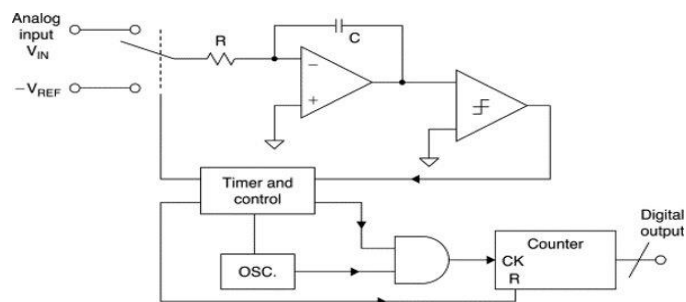 Analog
input
V_IN
R
C
−
+
−V_REF
Timer and
control
Digital
output
Counter
CK
R
OSC.